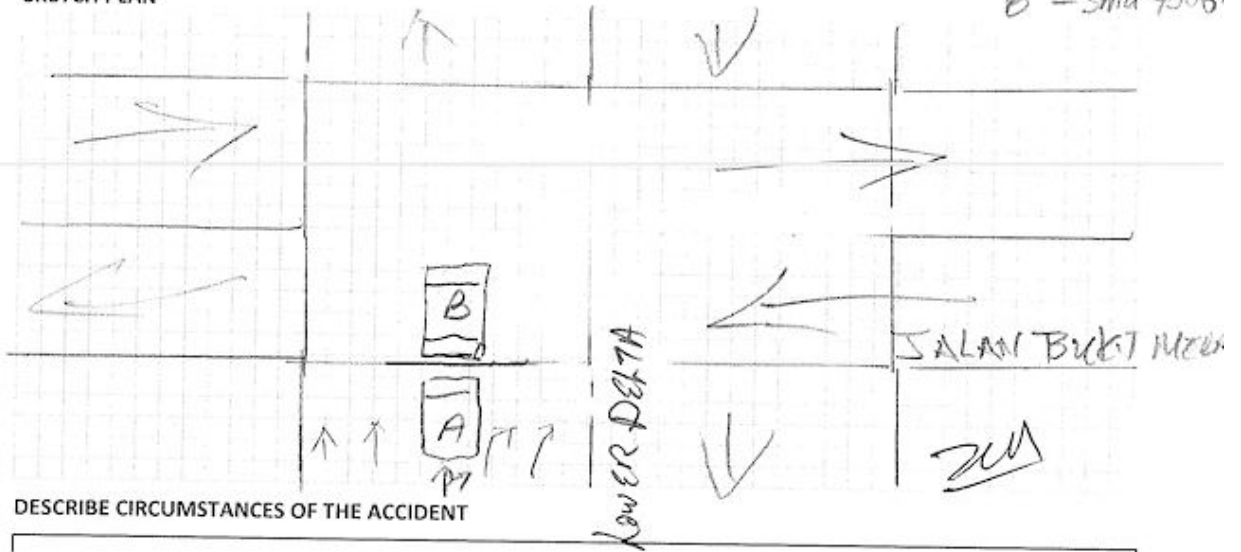 SKETCH PLAN
B
B
A
LOWER DELTA
JALAN BUKIT
DESCRIBE CIRCUMSTANCES OF THE ACCIDENT